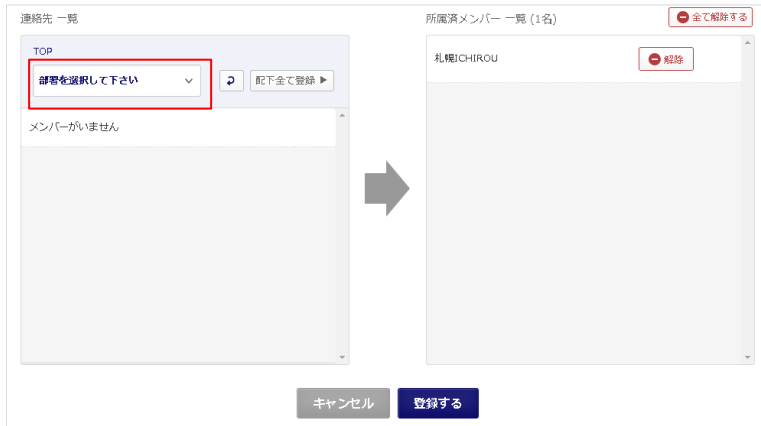 連絡先 一覧
TOP
部署を選択して下さい
配下全て登録 ▶
メンバーがいません
所属済メンバー 一覧 (1名)
全て解除する
札幌ICHIROU
解除
キャンセル
登録する